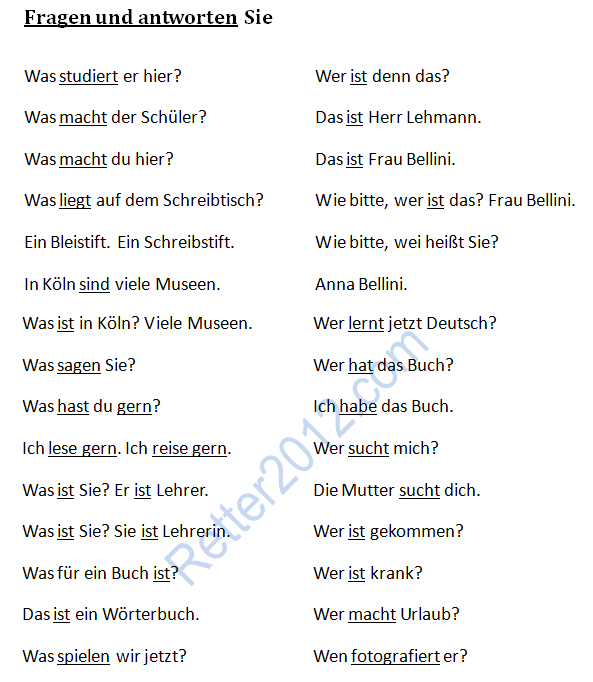 Fragen und antworten Sie
Was studiert er hier?
Was macht der Schüler?
Was macht du hier?
Was liegt auf dem Schreibtisch?
Ein Bleistift. Ein Schreibstift.
In Köln sind viele Museen.
Was ist in Köln? Viele Museen.
Was sagen Sie?
Was hast du gern?
Ich lese gern. Ich reise gern.
Was ist Sie? Er ist Lehrer.
Was ist Sie? Sie ist Lehrerin.
Was für ein Buch ist?
Das ist ein Wörterbuch.
Was spielen wir jetzt?
Wer ist denn das?
Das ist Herr Lehmann.
Das ist Frau Bellini.
Wie bitte, wer ist das? Frau Bellini.
Wie bitte, wei heißt Sie?
Anna Bellini.
Wer lernt jetzt Deutsch?
Wer hat das Buch?
Ich habe das Buch.
Wer sucht mich?
Die Mutter sucht dich.
Wer ist gekommen?
Wer ist krank?
Wer macht Urlaub?
Wen fotografiert er?
Retter2012.com